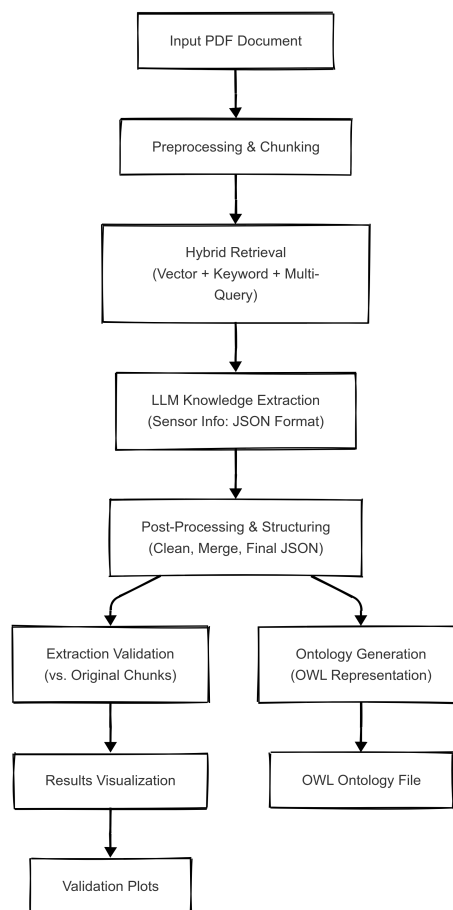 Input PDF Document
Preprocessing & Chunking
Hybrid Retrieval
(Vector + Keyword + Multi-
Query)
LLM Knowledge Extraction
(Sensor Info: JSON Format)
Post-Processing & Structuring
(Clean, Merge, Final JSON)
Extraction Validation
(vs. Original Chunks)
Ontology Generation
(OWL Representation)
Results Visualization
OWL Ontology File
Validation Plots